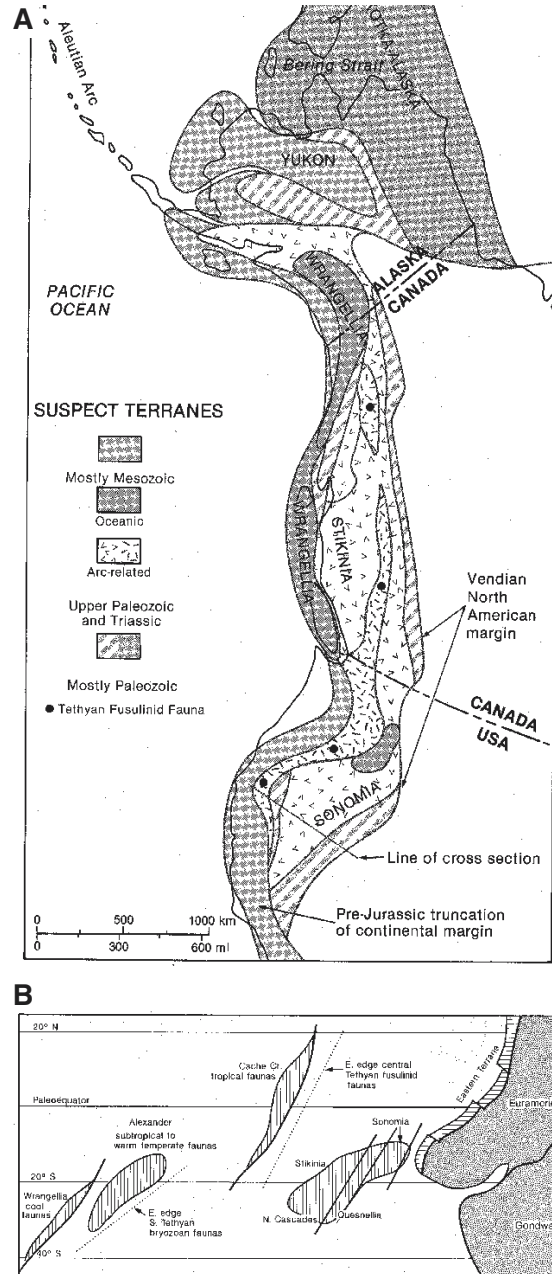 A
Aleutian Arc
Bering Strait
YUKON
WRANGELLIA
ALASKA
CANADA
PACIFIC
OCEAN
SUSPECT TERRANES
Mostly Mesozoic
Oceanic
Arc-related
Upper Paleozoic
and Triassic
Mostly Paleozoic
Tethyan Fusulinid Fauna
WRANGELLIA
STIKINIA
Vendian
North
American
margin
CANADA
USA
SONOMIA
Line of cross section
Pre-Jurassic truncation
of continental margin
0 500 1000 km
0 300 600 mi
B
20° N
Cache Cr.
tropical faunas
E. edge central
Tethyan fusulinid
faunas
Eastern Terrane
Paleoequator
Eurameric
Alexander
subtropical to
warm temperate faunas
Sonomia
Stikinia
20° S
Wrangellia
cool
faunas
E. edge
S. Tethyan
bryozoan faunas
N. Cascades
Quesnellia
Gondwa
40° S